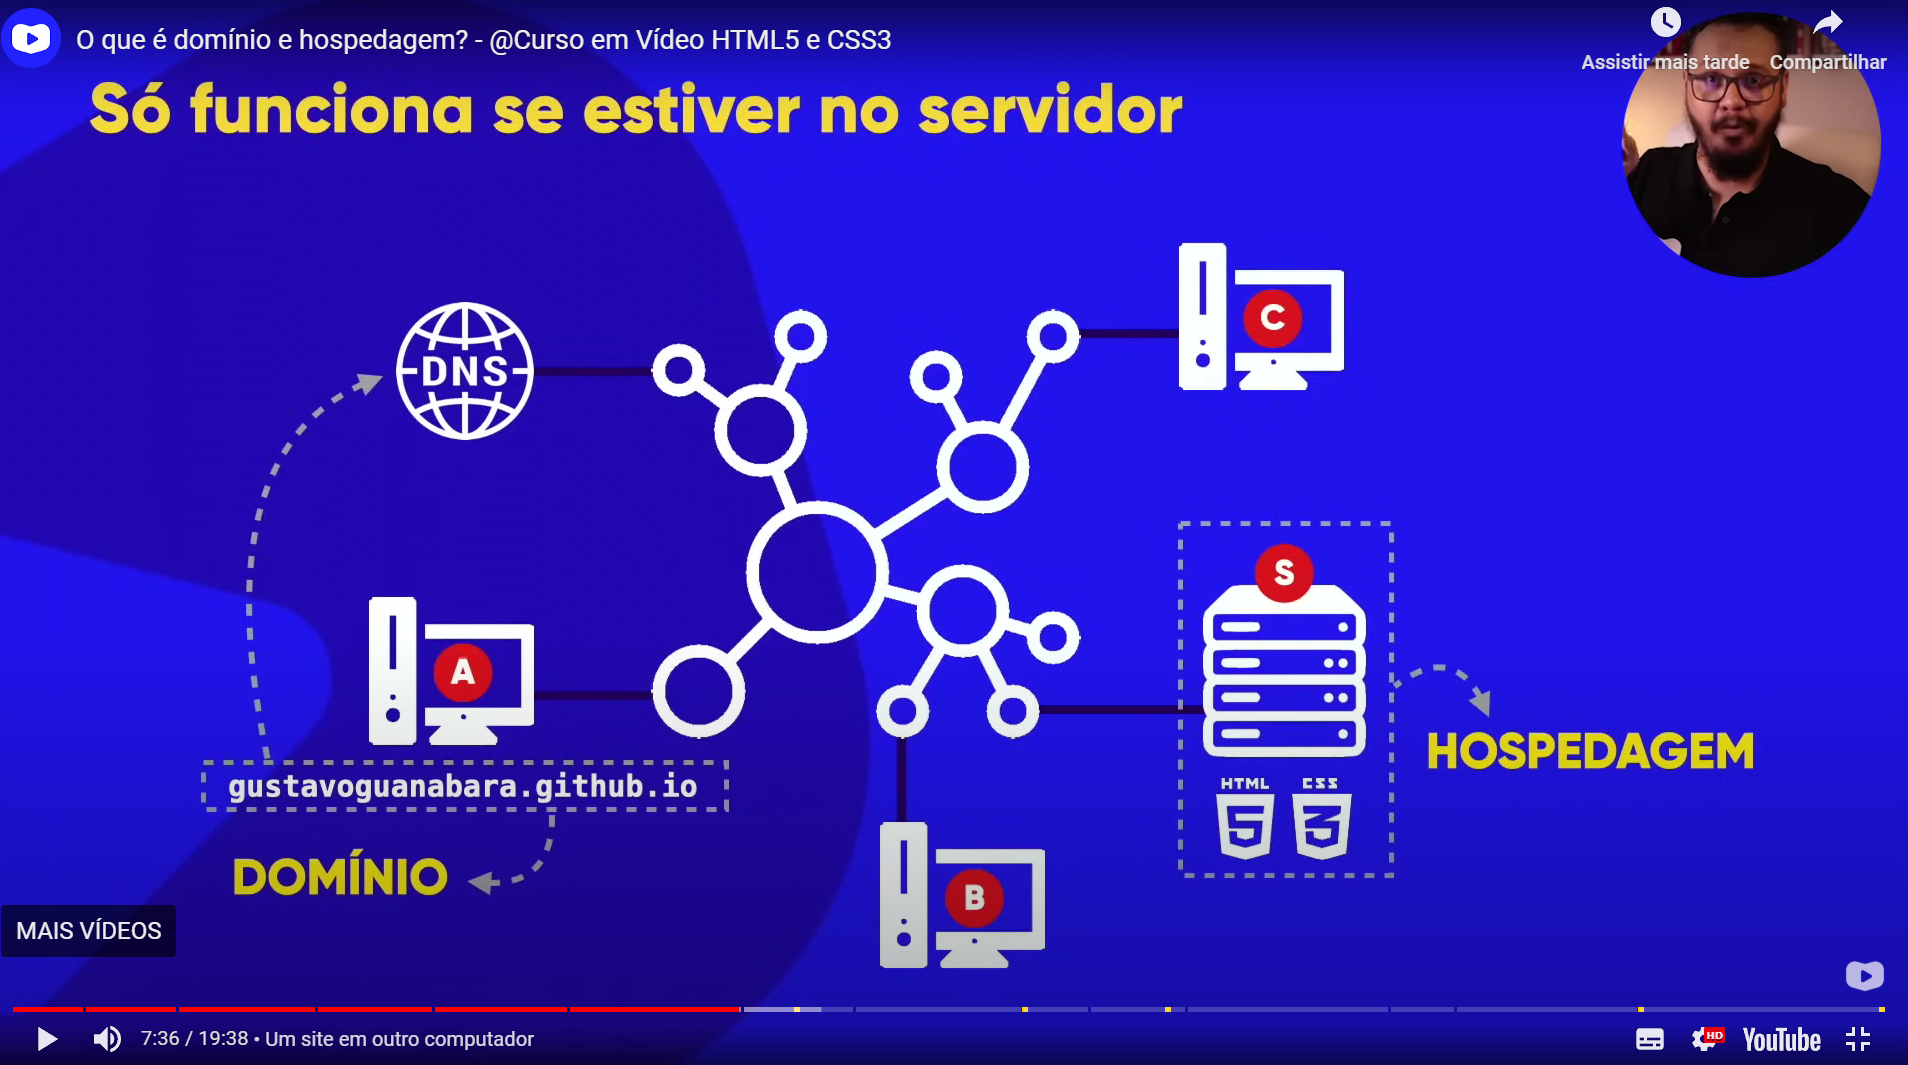 O que é domínio e hospedagem? - @Curso em Vídeo HTML5 e CSS3
Assistir mais tarde
Compartilhar
Só funciona se estiver no servidor
DNS
C
A
S
gustavoguanabara.github.io
HOSPEDAGEM
HTML
5
CSS
3
DOMÍNIO
B
MAIS VÍDEOS
7:36 / 19:38 • Um site em outro computador
HD
YouTube